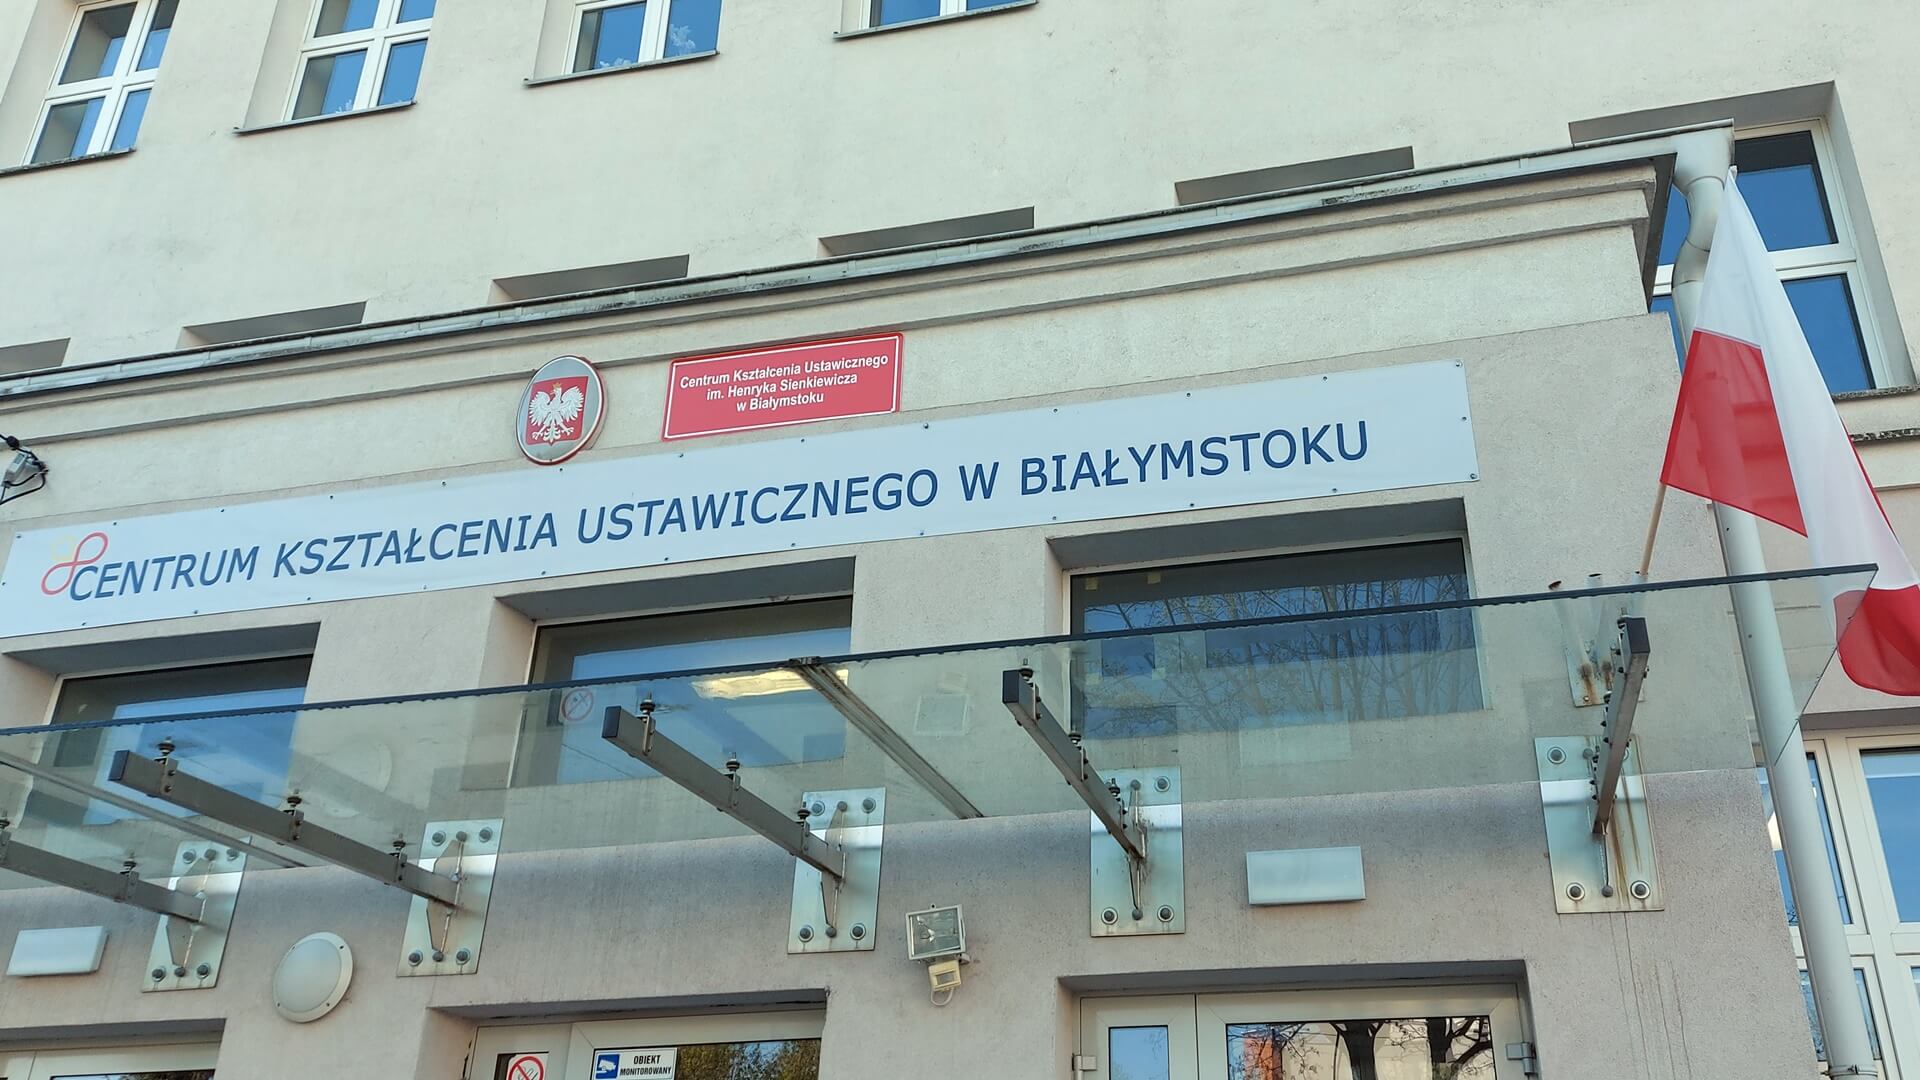 Centrum Kształcenia Ustawicznego
im. Henryka Sienkiewicza
w Białymstoku
CENTRUM KSZTAŁCENIA USTAWICZNEGO W BIAŁYMSTOKU
OBIEKT
MONITOROWANY